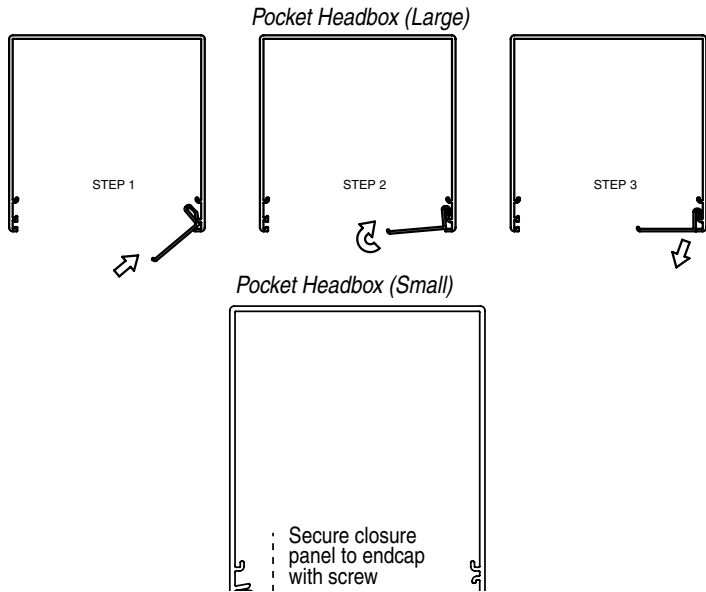 Pocket Headbox (Large)
STEP 1
STEP 2
STEP 3
Pocket Headbox (Small)
Secure closure
panel to endcap
with screw